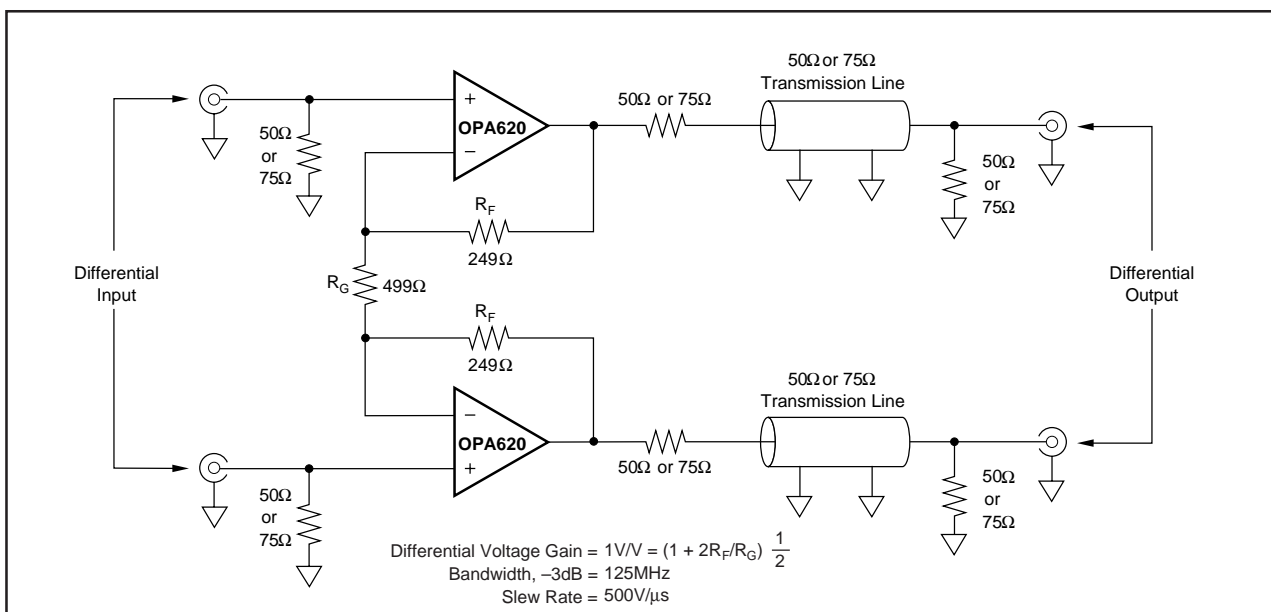 50Ω or 75Ω
Transmission Line
50Ω or 75Ω
+
OPA620
−
50Ω
or
75Ω
50Ω
or
75Ω
R_F
249Ω
Differential
Input
R_G 499Ω
Differential
Output
R_F
249Ω
50Ω or 75Ω
Transmission Line
−
OPA620
+
50Ω or 75Ω
50Ω
or
75Ω
50Ω
or
75Ω
Differential Voltage Gain = 1V/V = (1 + 2R_F/R_G) 1/2
Bandwidth, –3dB = 125MHz
Slew Rate = 500V/µs